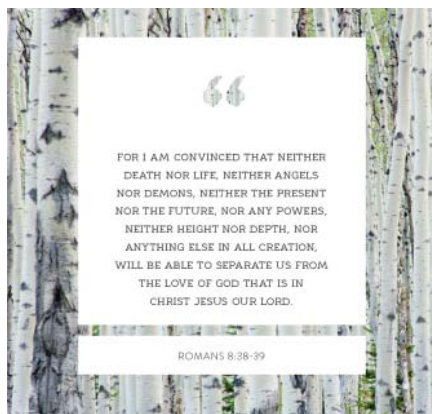 “
FOR I AM CONVINCED THAT NEITHER
DEATH NOR LIFE, NEITHER ANGELS
NOR DEMONS, NEITHER THE PRESENT
NOR THE FUTURE, NOR ANY POWERS,
NEITHER HEIGHT NOR DEPTH, NOR
ANYTHING ELSE IN ALL CREATION,
WILL BE ABLE TO SEPARATE US FROM
THE LOVE OF GOD THAT IS IN
CHRIST JESUS OUR LORD.
ROMANS 8:38-39